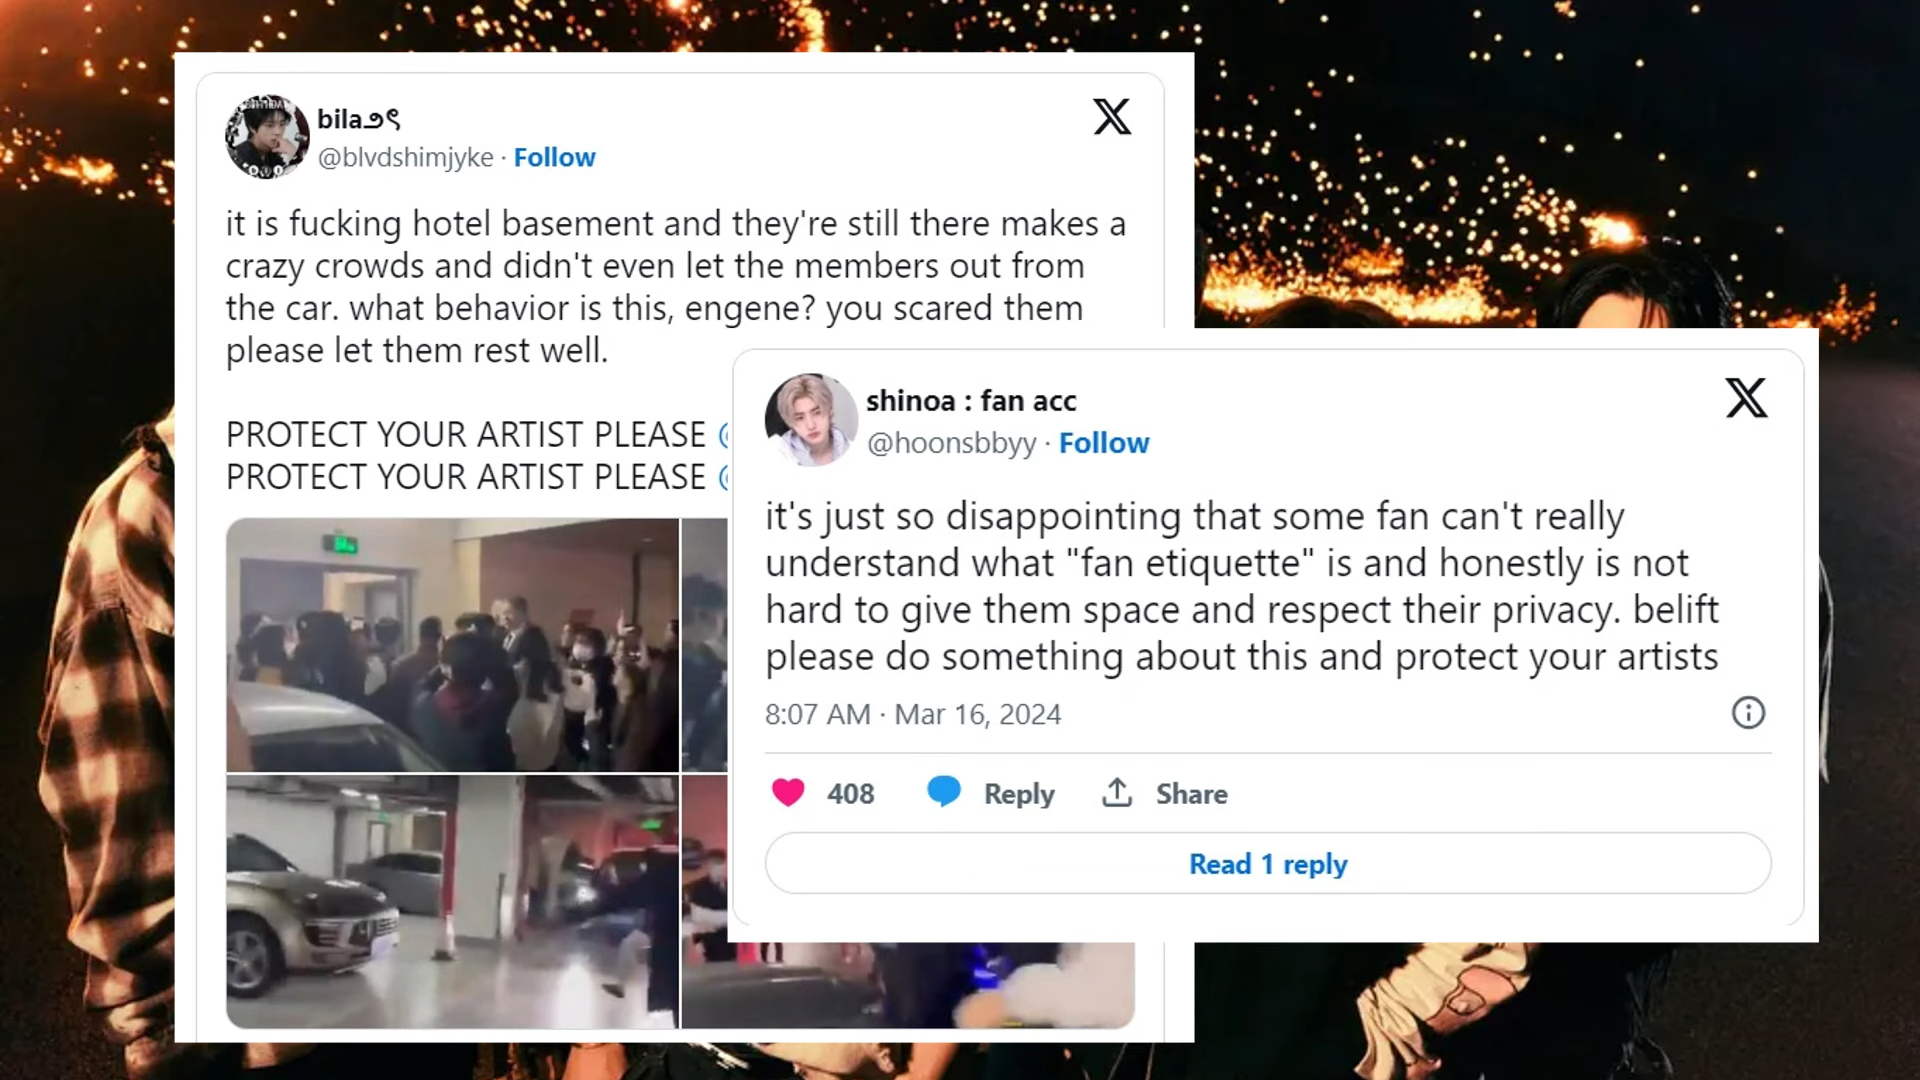 bila౨ৎ
@blvdshimjyke · Follow
it is fucking hotel basement and they're still there makes a
crazy crowds and didn't even let the members out from
the car. what behavior is this, engene? you scared them
please let them rest well.
PROTECT YOUR ARTIST PLEASE @
PROTECT YOUR ARTIST PLEASE @
shinoa : fan acc
@hoonsbbyy · Follow
it's just so disappointing that some fan can't really
understand what "fan etiquette" is and honestly is not
hard to give them space and respect their privacy. belift
please do something about this and protect your artists
8:07 AM · Mar 16, 2024
408 Reply Share
Read 1 reply